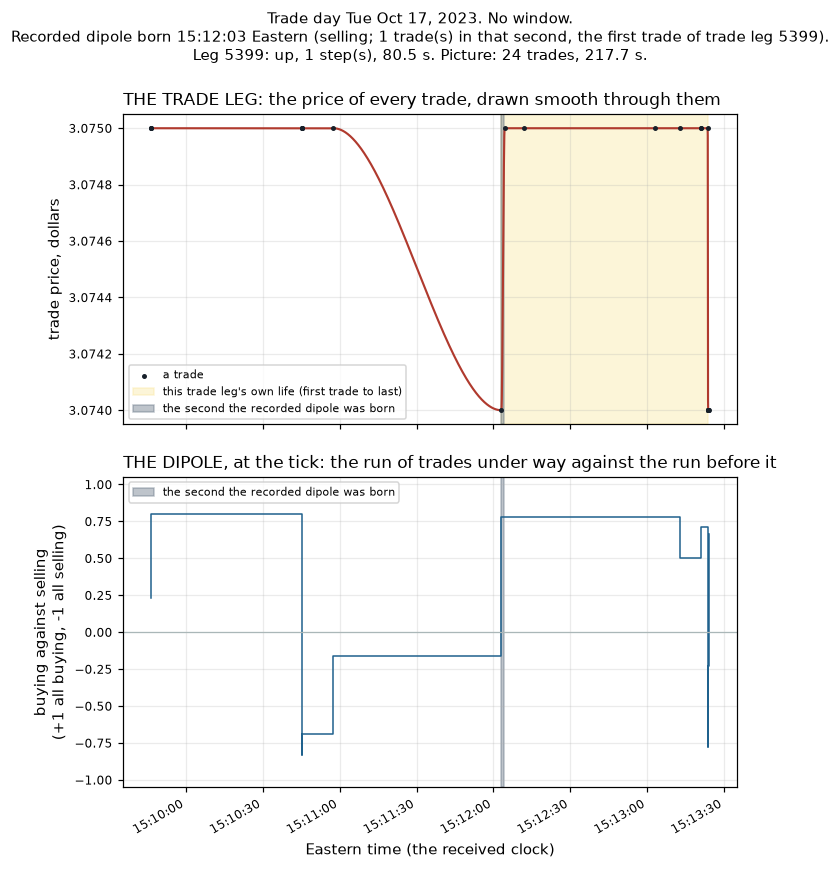 Trade day Tue Oct 17, 2023. No window.
Recorded dipole born 15:12:03 Eastern (selling; 1 trade(s) in that second, the first trade of trade leg 5399).
Leg 5399: up, 1 step(s), 80.5 s. Picture: 24 trades, 217.7 s.
THE TRADE LEG: the price of every trade, drawn smooth through them
trade price, dollars
3.0750
3.0748
3.0746
3.0744
3.0742
3.0740
a trade
this trade leg's own life (first trade to last)
the second the recorded dipole was born
THE DIPOLE, at the tick: the run of trades under way against the run before it
buying against selling
(+1 all buying, -1 all selling)
1.00
0.75
0.50
0.25
0.00
−0.25
−0.50
−0.75
−1.00
the second the recorded dipole was born
15:10:00
15:10:30
15:11:00
15:11:30
15:12:00
15:12:30
15:13:00
15:13:30
Eastern time (the received clock)